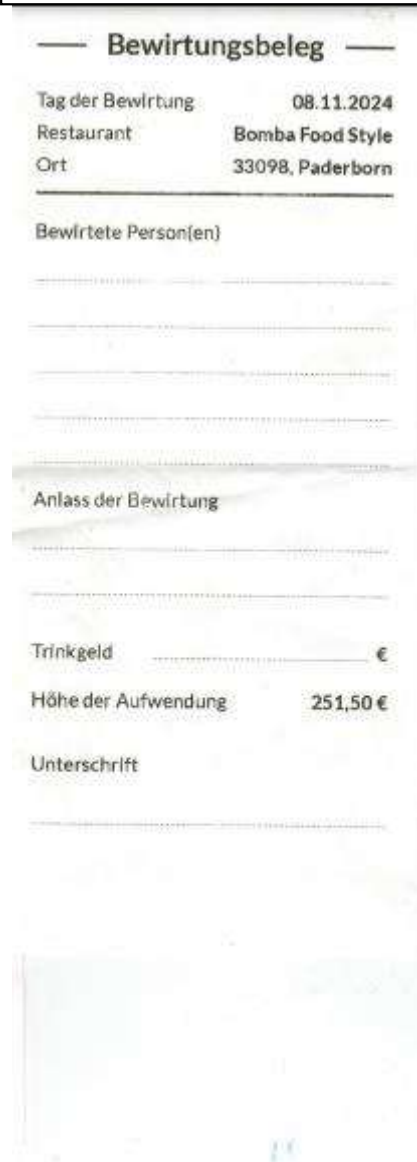 Bewirtungsbeleg
Tag der Bewirtung 08.11.2024
Restaurant Bomba Food Style
Ort 33098, Paderborn
Bewirtete Person(en)
Anlass der Bewirtung
Trinkgeld €
Höhe der Aufwendung 251,50 €
Unterschrift